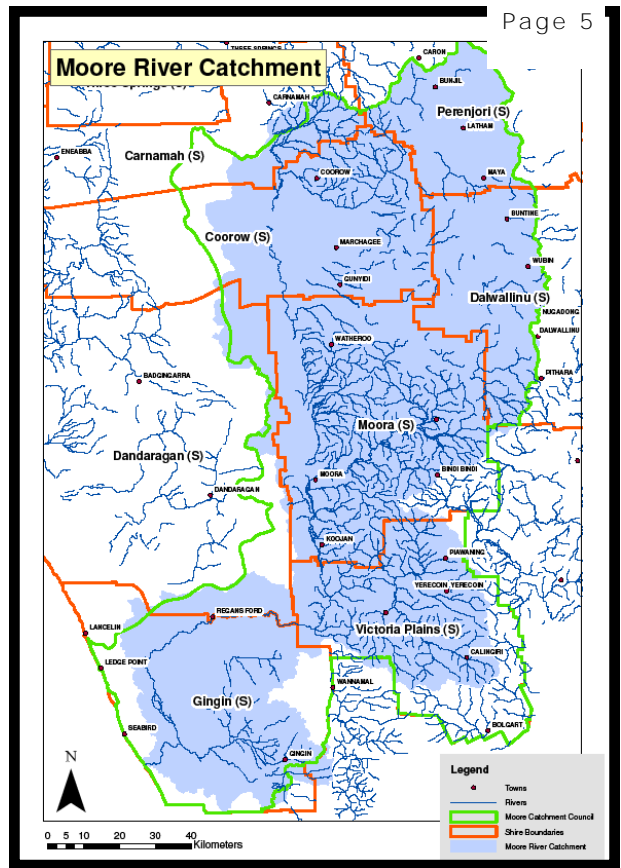 Page 5
Moore River Catchment
THREE SPRINGS
CARON
BUNJIL
CARNAMAH
Perenjori (S)
LATHAM
ENEABBA
Carnamah (S)
COOROW
MAYA
BUNTINE
Coorow (S)
MARCHAGEE
WUBIN
GUNYIDI
Dalwallinu (S)
NUGADONG
DALWALLINU
WATHEROO
BADGINGARRA
PITHARA
Moora (S)
Dandaragan (S)
BINDI BINDI
MOORA
DANDARAGAN
KOOJAN
PIAWANING
YERECOIN YERECOIN
REGANS FORD
LANCELIN
Victoria Plains (S)
LEDGE POINT
CALINGIRI
WANNAMAL
Gingin (S)
SEABIRD
BOLGART
GINGIN
N
Legend
Towns
Rivers
Moore Catchment Council
Shire Boundaries
Moore River Catchment
0 5 10 20 30 40
Kilometers